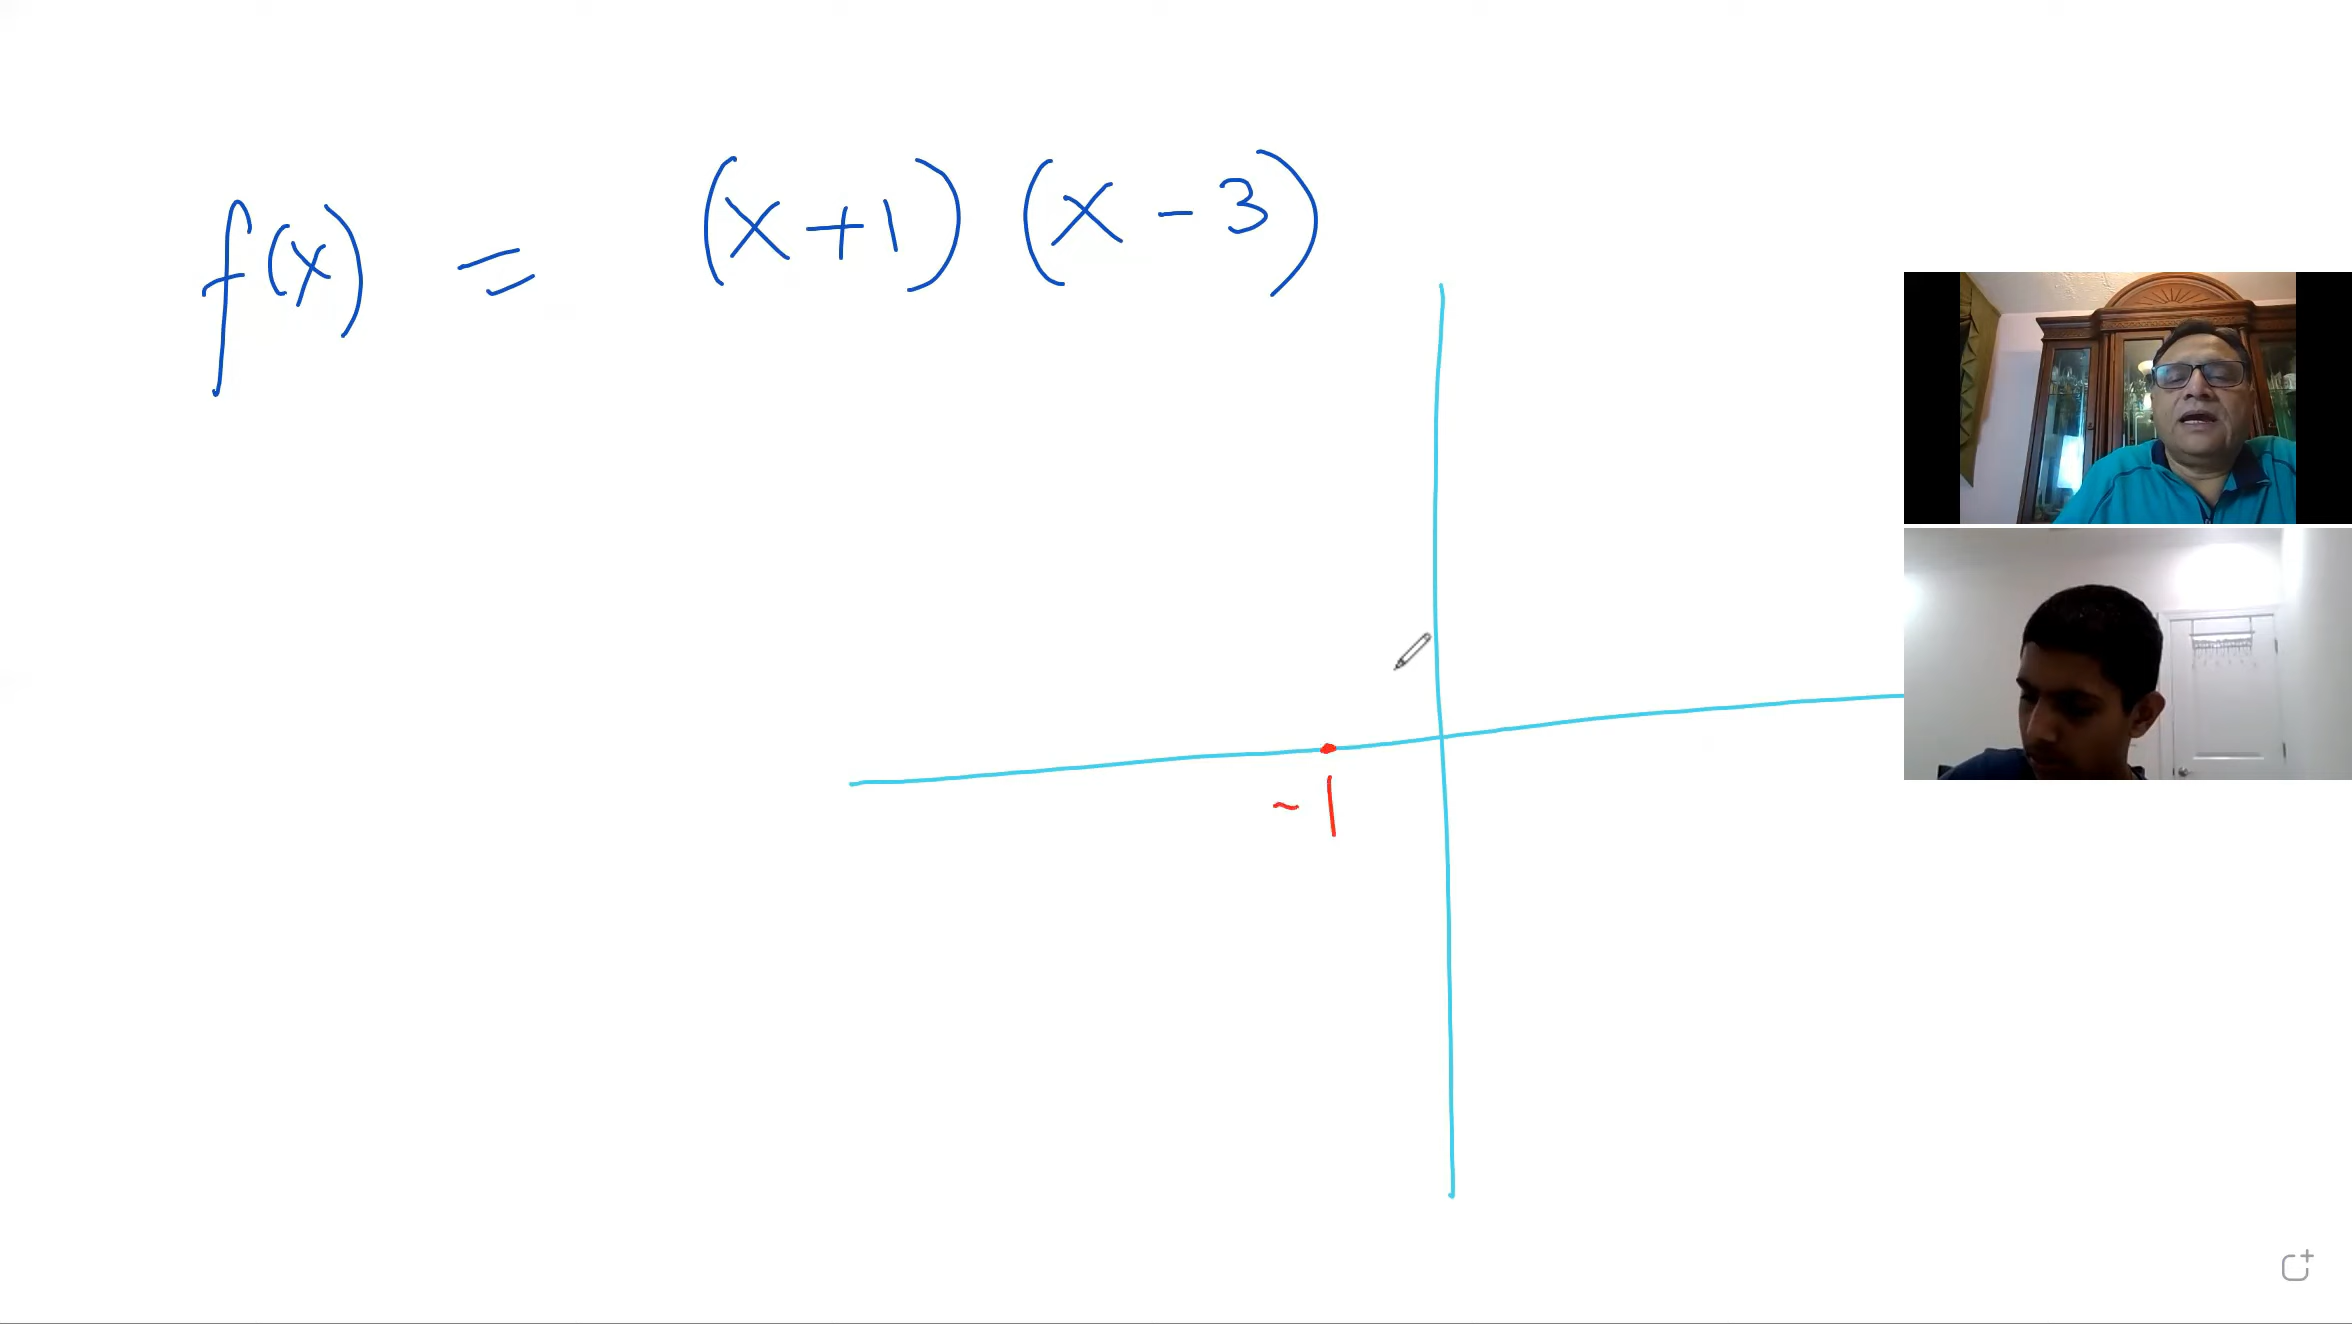 f(x) = (x+1) (x-3)
-1